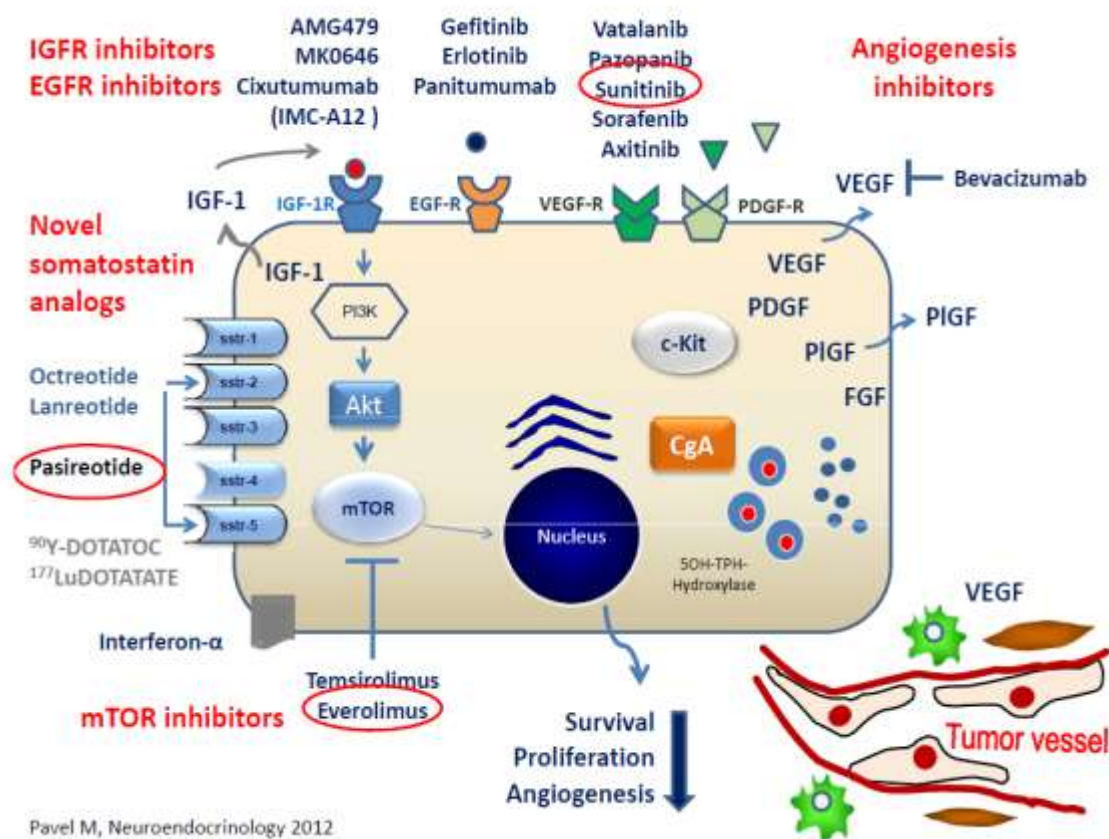 IGFR inhibitors
EGFR inhibitors
AMG479
MK0646
Cixutumumab
(IMC-A12 )
Gefitinib
Erlotinib
Panitumumab
Vatalanib
Pazopanib
Sunitinib
Sorafenib
Axitinib
Angiogenesis
inhibitors
IGF-1
IGF-1R
EGF-R
VEGF-R
PDGF-R
VEGF
Bevacizumab
Novel
somatostatin
analogs
IGF-1
PI3K
Akt
mTOR
VEGF
PDGF
PlGF
PlGF
FGF
c-Kit
CgA
Nucleus
5OH-TPH-
Hydroxylase
sstr-1
sstr-2
sstr-3
sstr-4
sstr-5
Octreotide
Lanreotide
Pasireotide
⁹⁰Y-DOTATOC
¹⁷⁷LuDOTATATE
Interferon-α
Temsirolimus
Everolimus
mTOR inhibitors
Survival
Proliferation
Angiogenesis
VEGF
Tumor vessel
Pavel M, Neuroendocrinology 2012